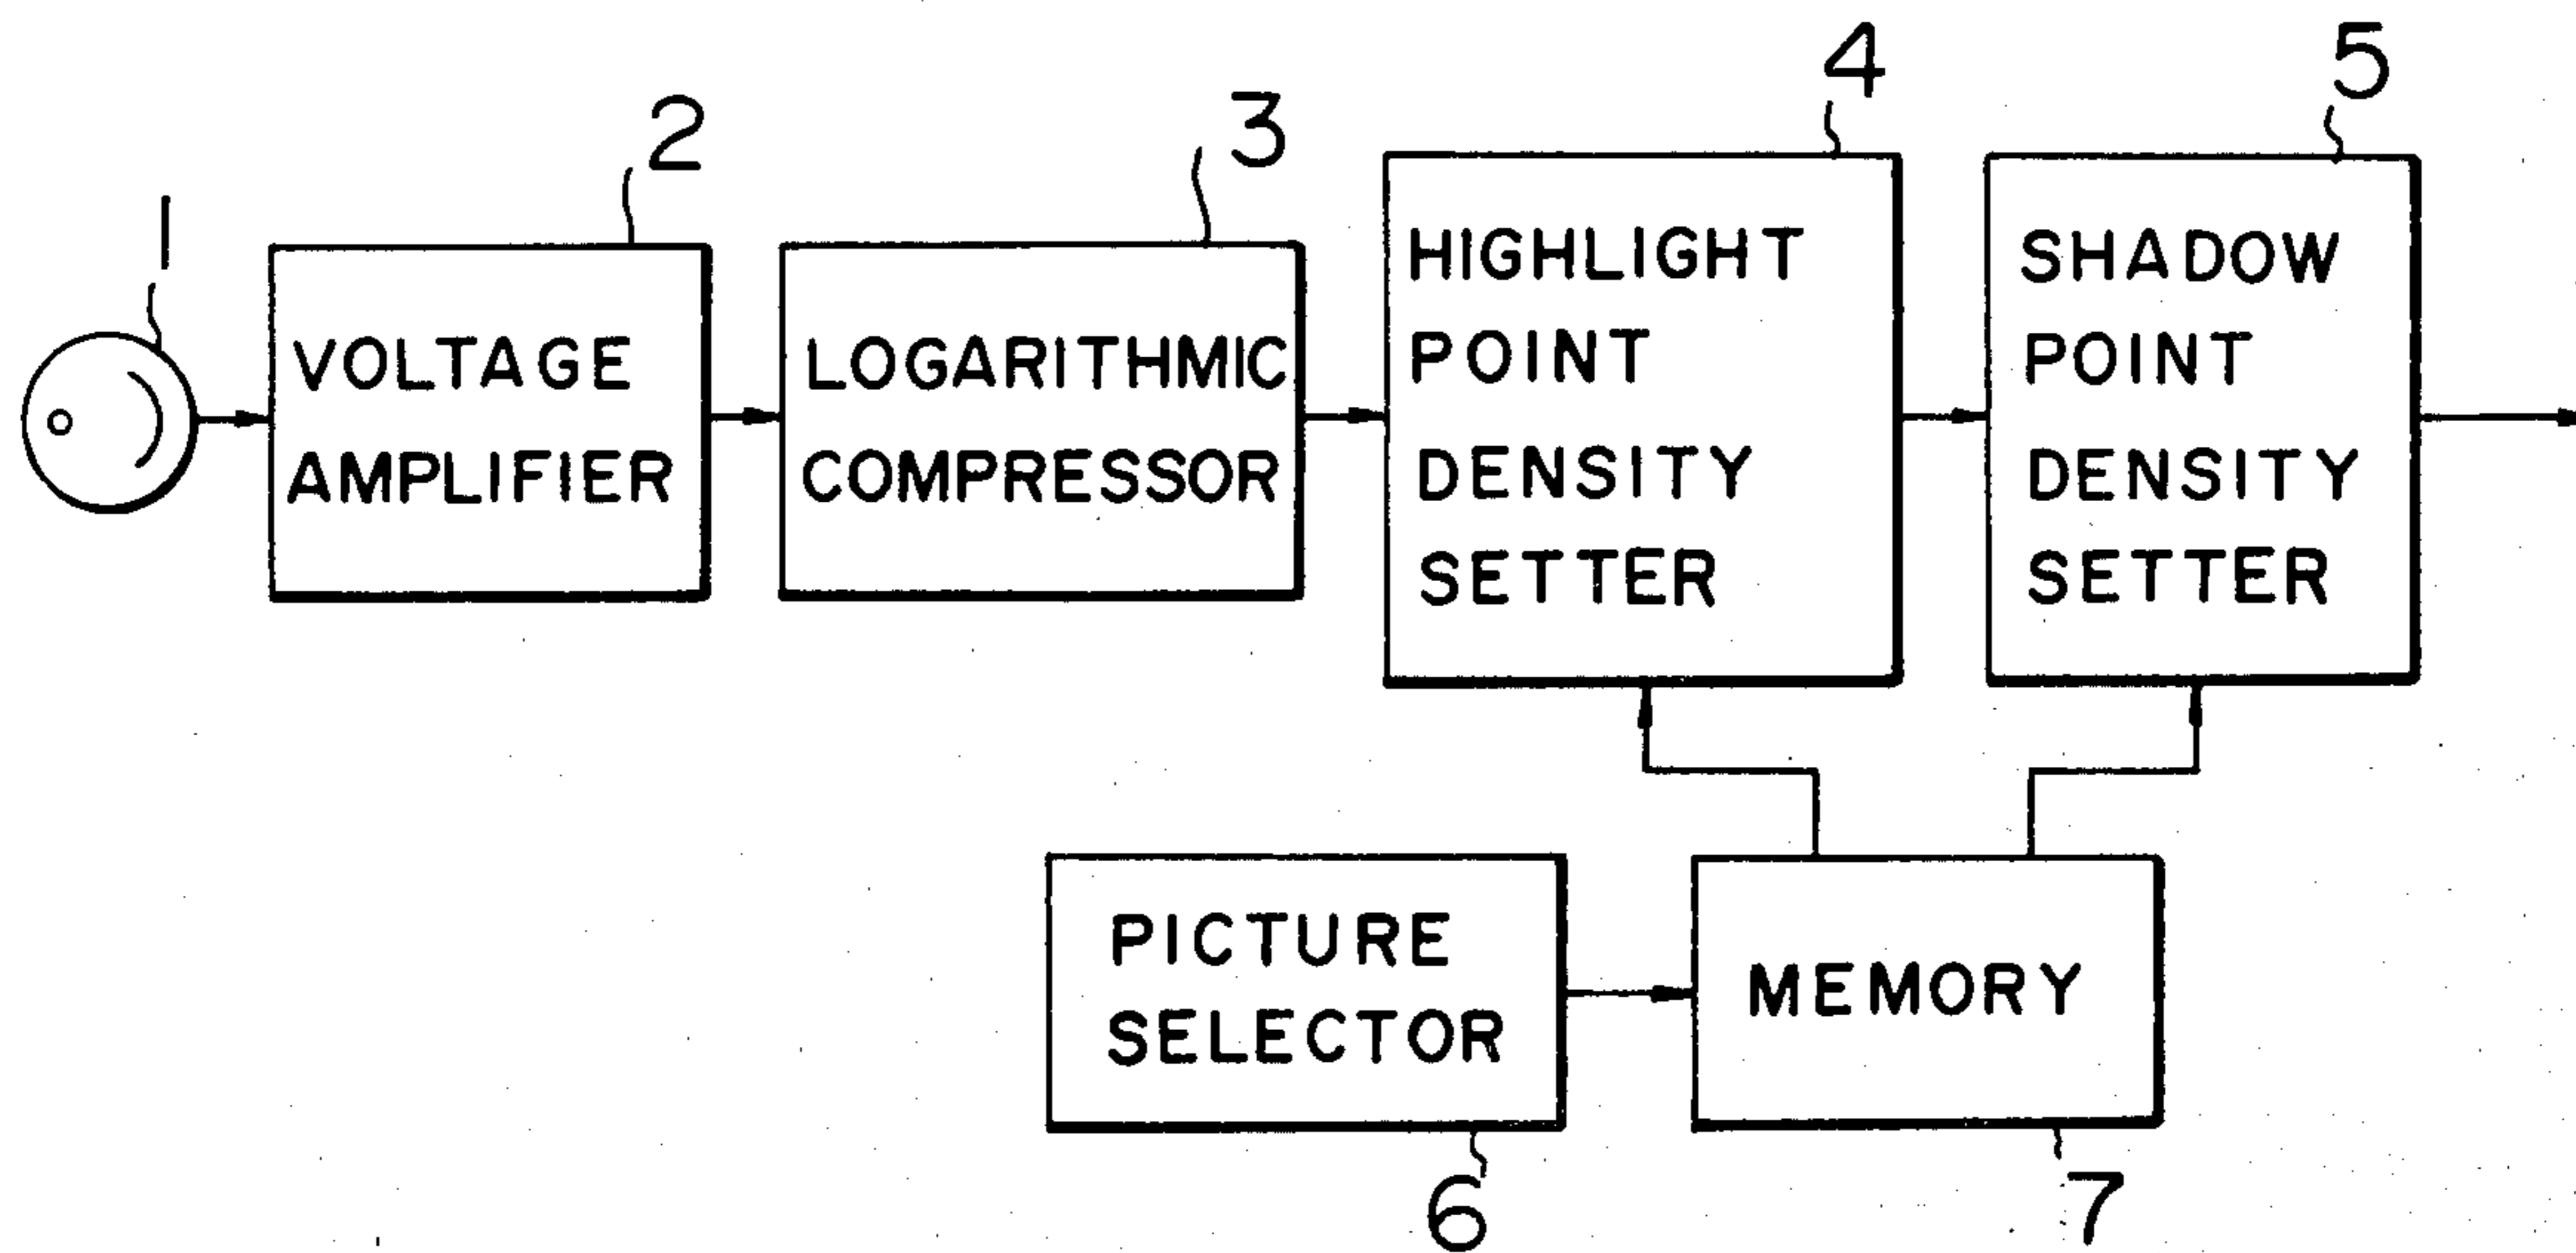 1
2
3
4
5
VOLTAGE
AMPLIFIER
LOGARITHMIC
COMPRESSOR
HIGHLIGHT
POINT
DENSITY
SETTER
SHADOW
POINT
DENSITY
SETTER
PICTURE
SELECTOR
MEMORY
6
7